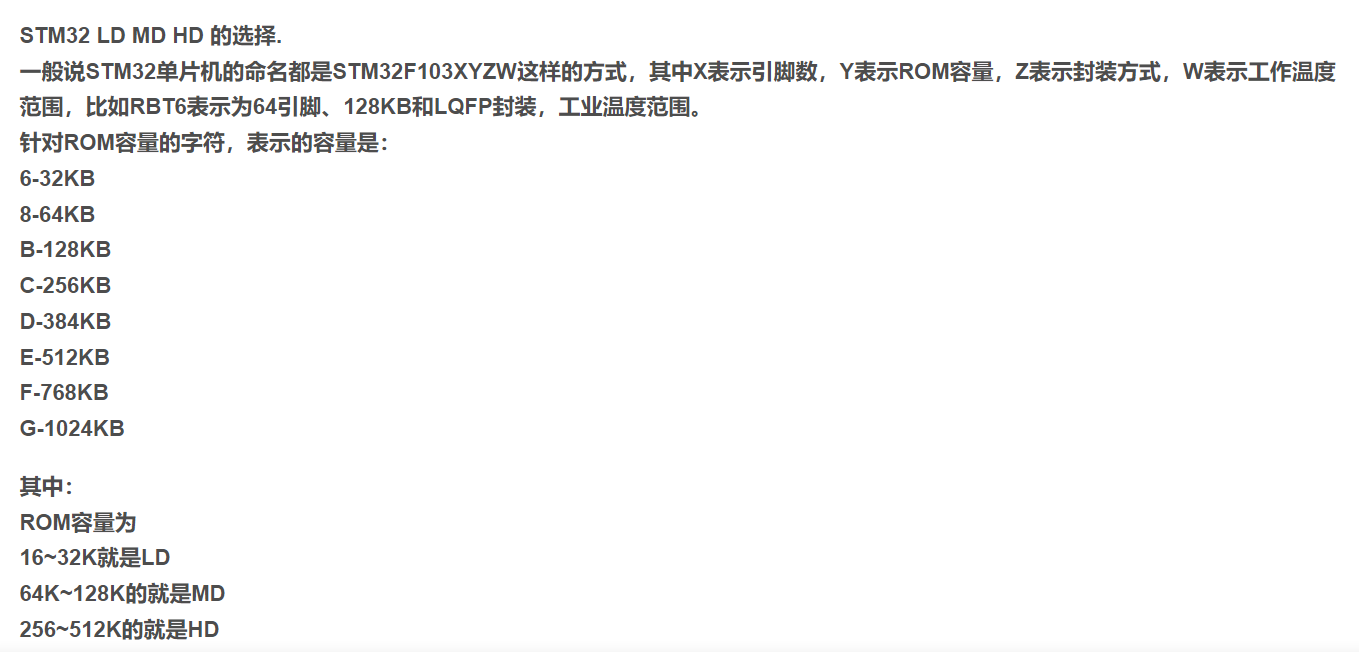 STM32 LD MD HD 的选择.
一般说STM32单片机的命名都是STM32F103XYZW这样的方式，其中X表示引脚数，Y表示ROM容量，Z表示封装方式，W表示工作温度
范围，比如RBT6表示为64引脚、128KB和LQFP封装，工业温度范围。
针对ROM容量的字符，表示的容量是：
6-32KB
8-64KB
B-128KB
C-256KB
D-384KB
E-512KB
F-768KB
G-1024KB
其中：
ROM容量为
16~32K就是LD
64K~128K的就是MD
256~512K的就是HD